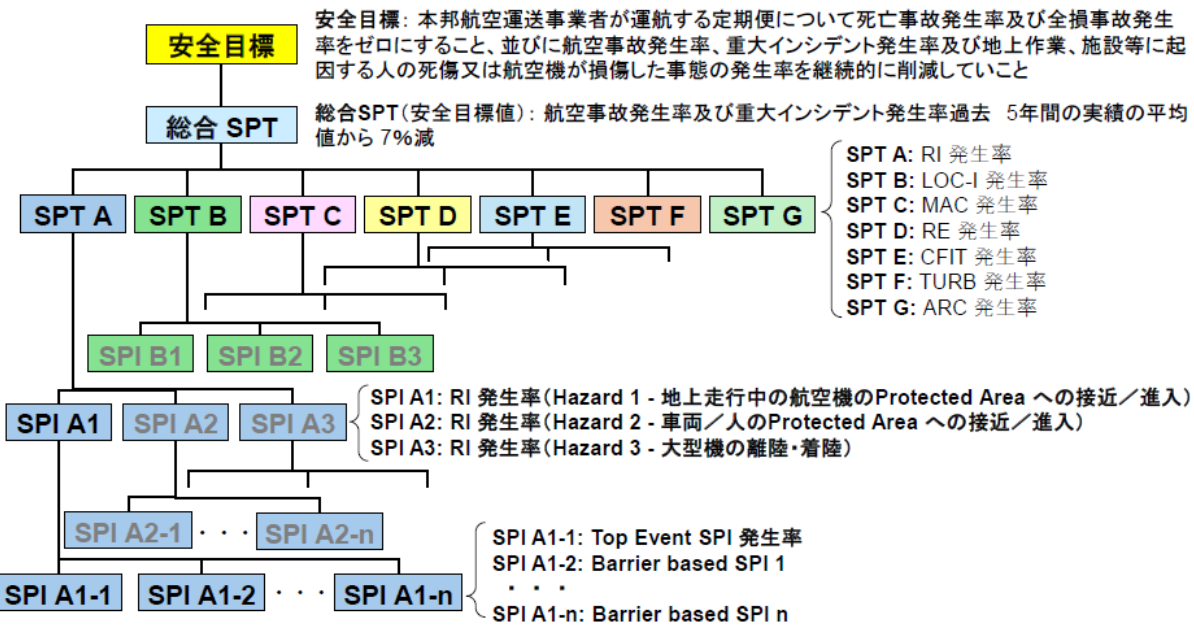 安全目標
安全目標： 本邦航空運送事業者が運航する定期便について死亡事故発生率及び全損事故発生
率をゼロにすること、並びに航空事故発生率、重大インシデント発生率及び地上作業、施設等に起
因する人の死傷又は航空機が損傷した事態の発生率を継続的に削減していこと
総合 SPT
総合SPT（安全目標値）： 航空事故発生率及び重大インシデント発生率過去 5年間の実績の平均
値から 7％減
SPT A
SPT B
SPT C
SPT D
SPT E
SPT F
SPT G
SPT A: RI 発生率
SPT B: LOC-I 発生率
SPT C: MAC 発生率
SPT D: RE 発生率
SPT E: CFIT 発生率
SPT F: TURB 発生率
SPT G: ARC 発生率
SPI B1
SPI B2
SPI B3
SPI A1
SPI A2
SPI A3
SPI A1: RI 発生率（Hazard 1 - 地上走行中の航空機のProtected Area への接近／進入）
SPI A2: RI 発生率（Hazard 2 - 車両／人のProtected Area への接近／進入）
SPI A3: RI 発生率（Hazard 3 - 大型機の離陸・着陸）
SPI A2-1
・・・
SPI A2-n
SPI A1-1
SPI A1-2
・・・
SPI A1-n
SPI A1-1: Top Event SPI 発生率
SPI A1-2: Barrier based SPI 1
・・・
SPI A1-n: Barrier based SPI n